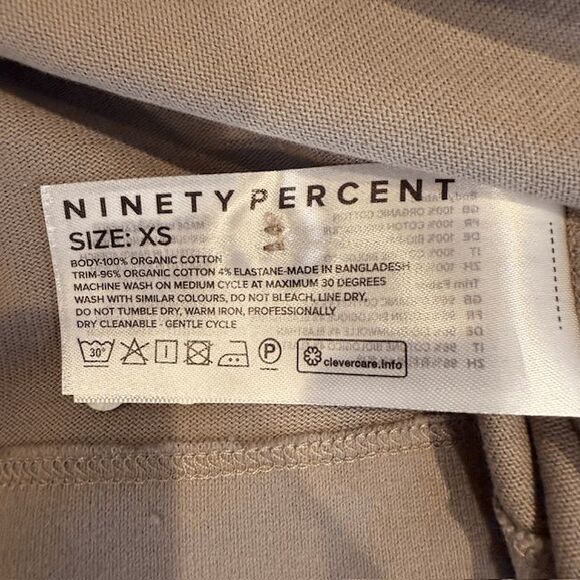 NINETY PERCENT
SIZE: XS
BODY-100% ORGANIC COTTON
TRIM-96% ORGANIC COTTON 4% ELASTANE-MADE IN BANGLADESH
MACHINE WASH ON MEDIUM CYCLE AT MAXIMUM 30 DEGREES
WASH WITH SIMILAR COLOURS, DO NOT BLEACH, LINE DRY,
DO NOT TUMBLE DRY, WARM IRON, PROFESSIONALLY
DRY CLEANABLE - GENTLE CYCLE
30° P clevercare.info